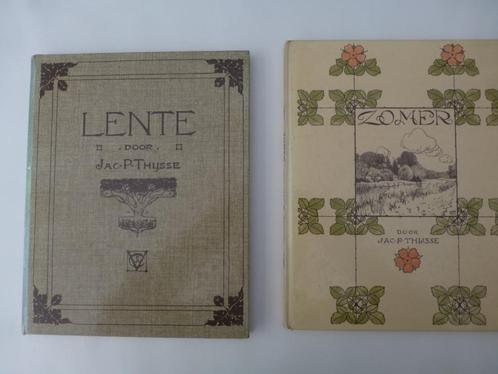 LENTE
DOOR
JAC. P. THIJSSE
ZOMER
DOOR
JAC. P. THIJSSE